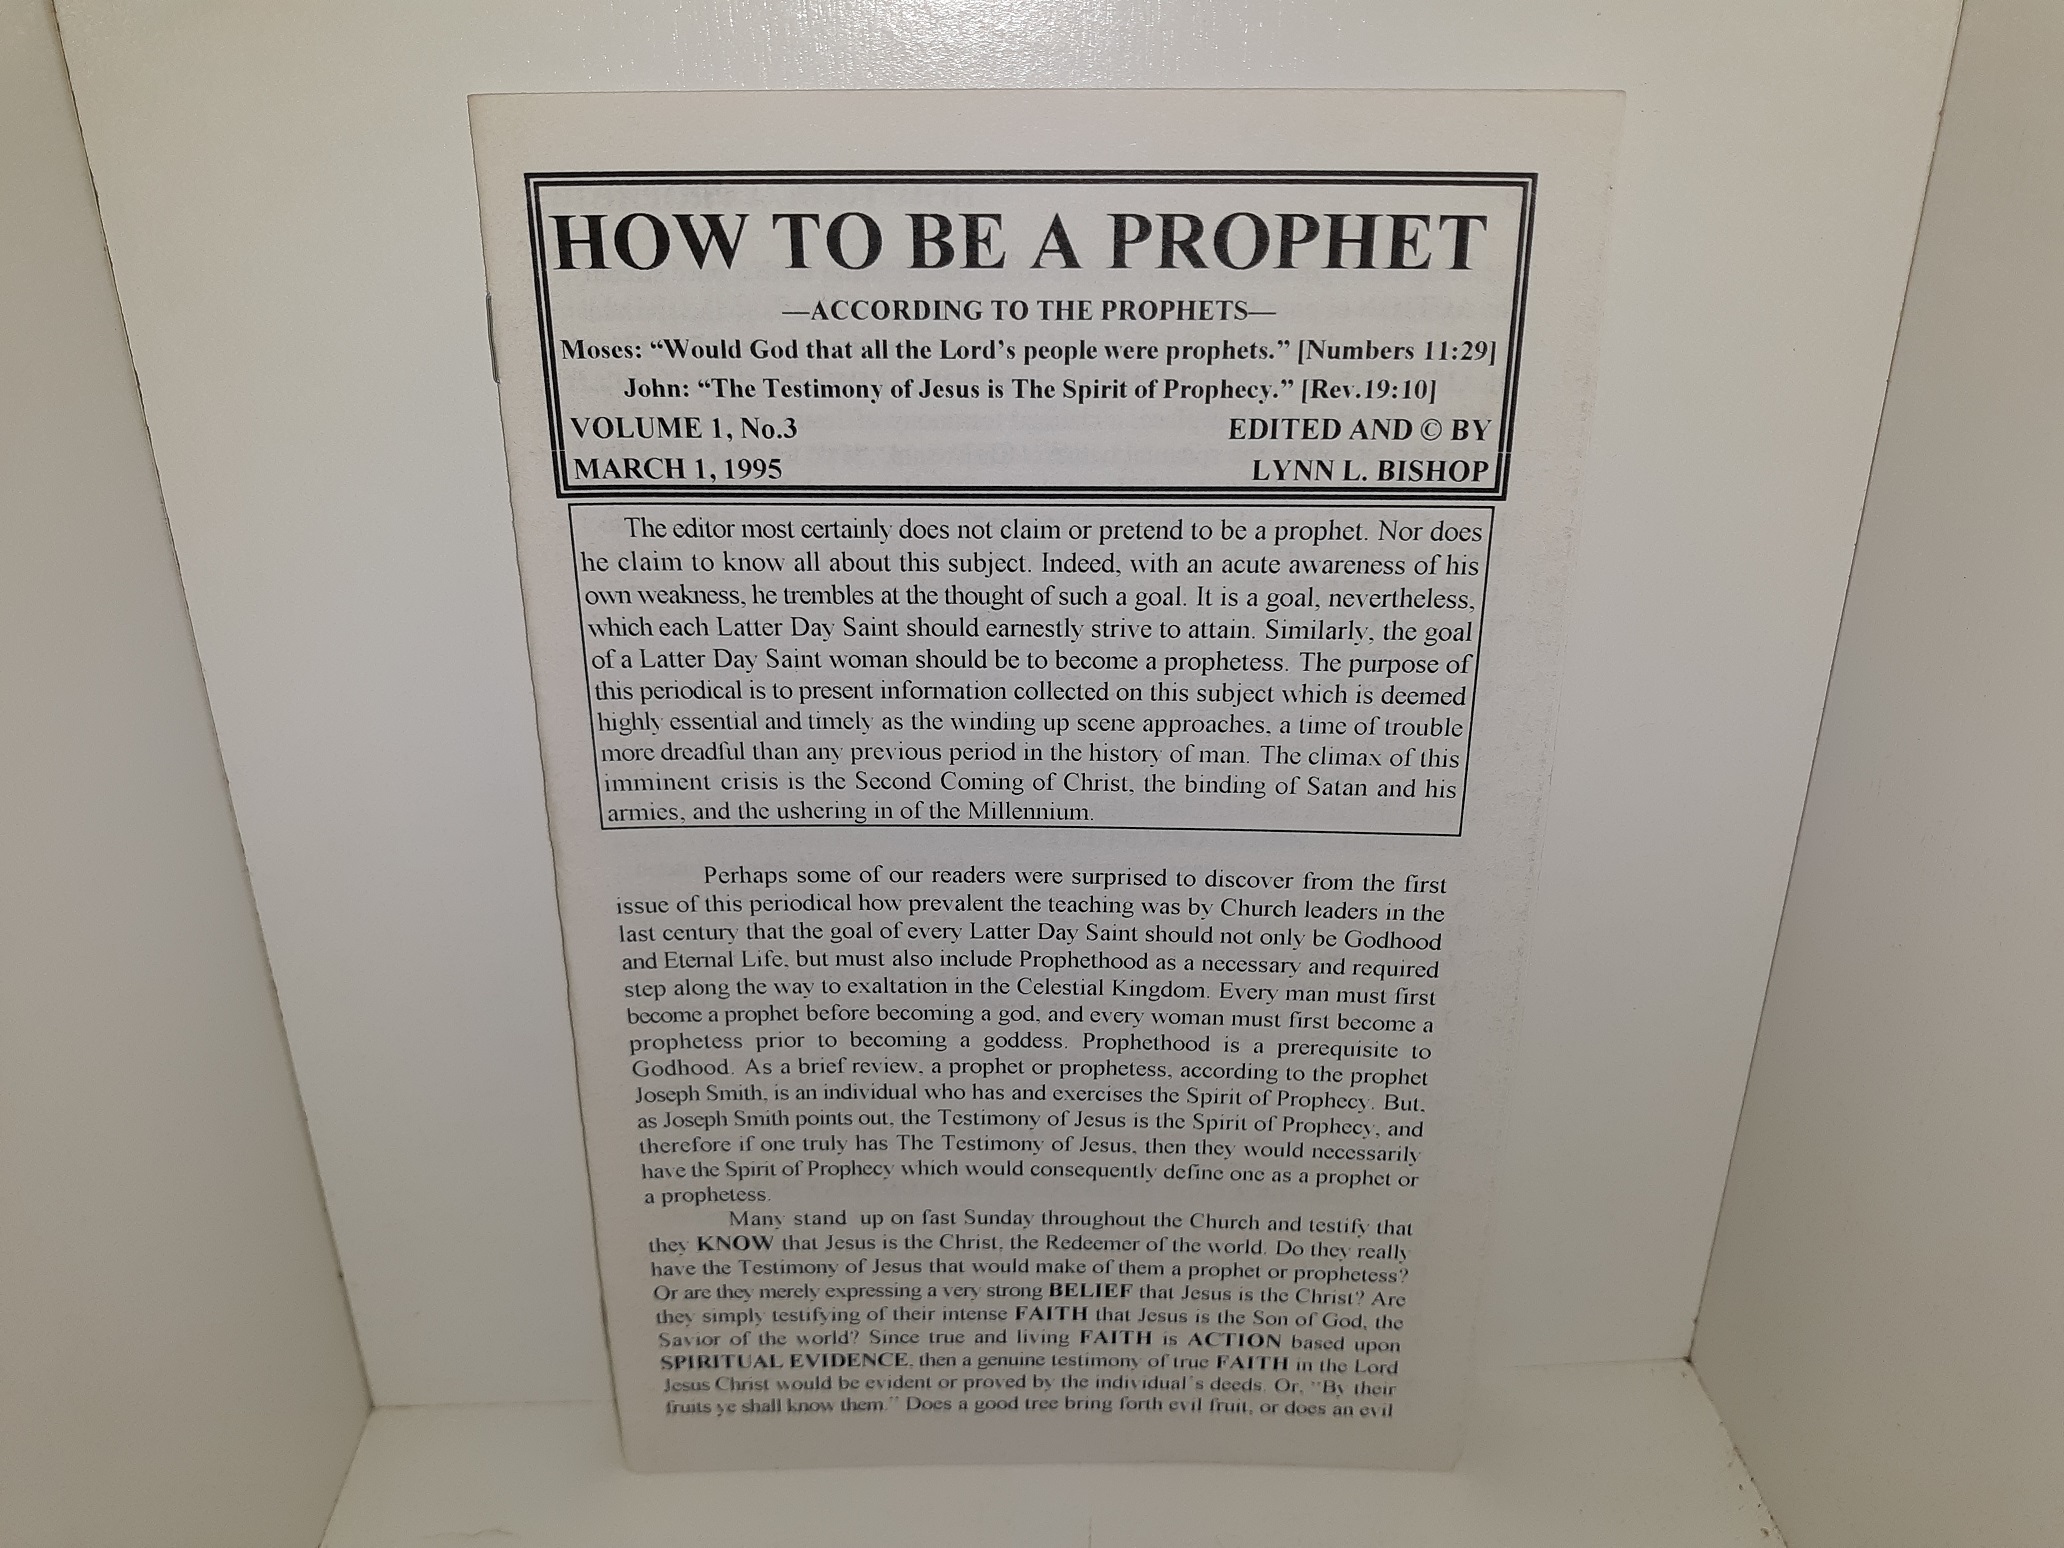 HOW TO BE A PROPHET
—ACCORDING TO THE PROPHETS—
Moses: “Would God that all the Lord’s people were prophets.” [Numbers 11:29]
John: “The Testimony of Jesus is The Spirit of Prophecy.” [Rev.19:10]
VOLUME 1, No.3 EDITED AND © BY
MARCH 1, 1995 LYNN L. BISHOP
The editor most certainly does not claim or pretend to be a prophet. Nor does
he claim to know all about this subject. Indeed, with an acute awareness of his
own weakness, he trembles at the thought of such a goal. It is a goal, nevertheless,
which each Latter Day Saint should earnestly strive to attain. Similarly, the goal
of a Latter Day Saint woman should be to become a prophetess. The purpose of
this periodical is to present information collected on this subject which is deemed
highly essential and timely as the winding up scene approaches, a time of trouble
more dreadful than any previous period in the history of man. The climax of this
imminent crisis is the Second Coming of Christ, the binding of Satan and his
armies, and the ushering in of the Millennium.
Perhaps some of our readers were surprised to discover from the first
issue of this periodical how prevalent the teaching was by Church leaders in the
last century that the goal of every Latter Day Saint should not only be Godhood
and Eternal Life, but must also include Prophethood as a necessary and required
step along the way to exaltation in the Celestial Kingdom. Every man must first
become a prophet before becoming a god, and every woman must first become a
prophetess prior to becoming a goddess. Prophethood is a prerequisite to
Godhood. As a brief review, a prophet or prophetess, according to the prophet
Joseph Smith, is an individual who has and exercises the Spirit of Prophecy. But,
as Joseph Smith points out, the Testimony of Jesus is the Spirit of Prophecy, and
therefore if one truly has The Testimony of Jesus, then they would necessarily
have the Spirit of Prophecy which would consequently define one as a prophet or
a prophetess.
Many stand up on fast Sunday throughout the Church and testify that
they KNOW that Jesus is the Christ, the Redeemer of the world. Do they really
have the Testimony of Jesus that would make of them a prophet or prophetess?
Or are they merely expressing a very strong BELIEF that Jesus is the Christ? Are
they simply testifying of their intense FAITH that Jesus is the Son of God, the
Savior of the world? Since true and living FAITH is ACTION based upon
SPIRITUAL EVIDENCE, then a genuine testimony of true FAITH in the Lord
Jesus Christ would be evident or proved by the individual’s deeds. Or, “By their
fruits ye shall know them.” Does a good tree bring forth evil fruit, or does an evil